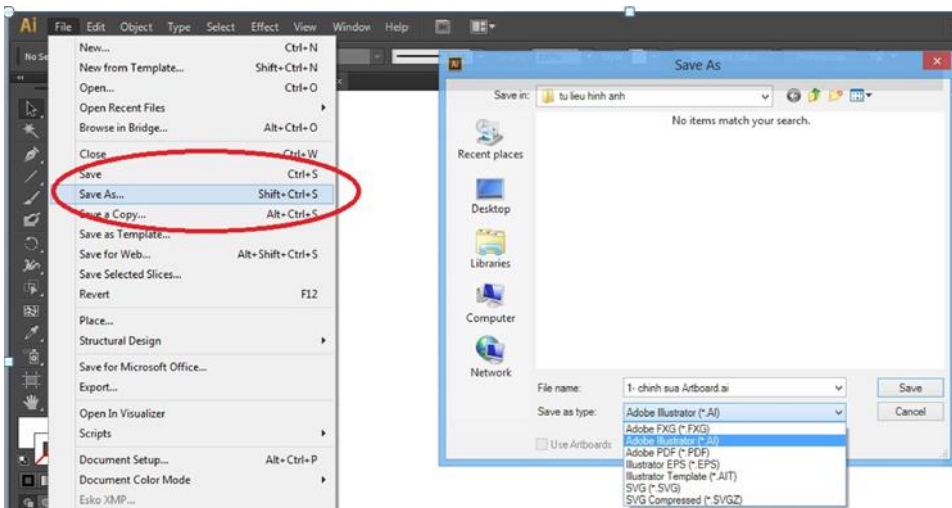 Ai File Edit Object Type Select Effect View Window Help
No Se
New... Ctrl+N
New from Template... Shift+Ctrl+N
Open... Ctrl+O
Open Recent Files
Browse in Bridge... Alt+Ctrl+O
Close Ctrl+W
Save Ctrl+S
Save As... Shift+Ctrl+S
Save a Copy... Alt+Ctrl+S
Save as Template...
Save for Web... Alt+Shift+Ctrl+S
Save Selected Slices...
Revert F12
Place...
Structural Design
Save for Microsoft Office...
Export...
Open In Visualizer
Scripts
Document Setup... Alt+Ctrl+P
Document Color Mode
Esko XMP...
Ai Save As
Save in: tu lieu hinh anh
No items match your search.
Recent places
Desktop
Libraries
Computer
Network
File name: 1- chinh sua Artboard.ai Save
Save as type: Adobe Illustrator (*.AI) Cancel
Use Artboards
Adobe FXG (*.FXG)
Adobe Illustrator (*.AI)
Adobe PDF (*.PDF)
Illustrator EPS (*.EPS)
Illustrator Template (*.AIT)
SVG (*.SVG)
SVG Compressed (*.SVGZ)